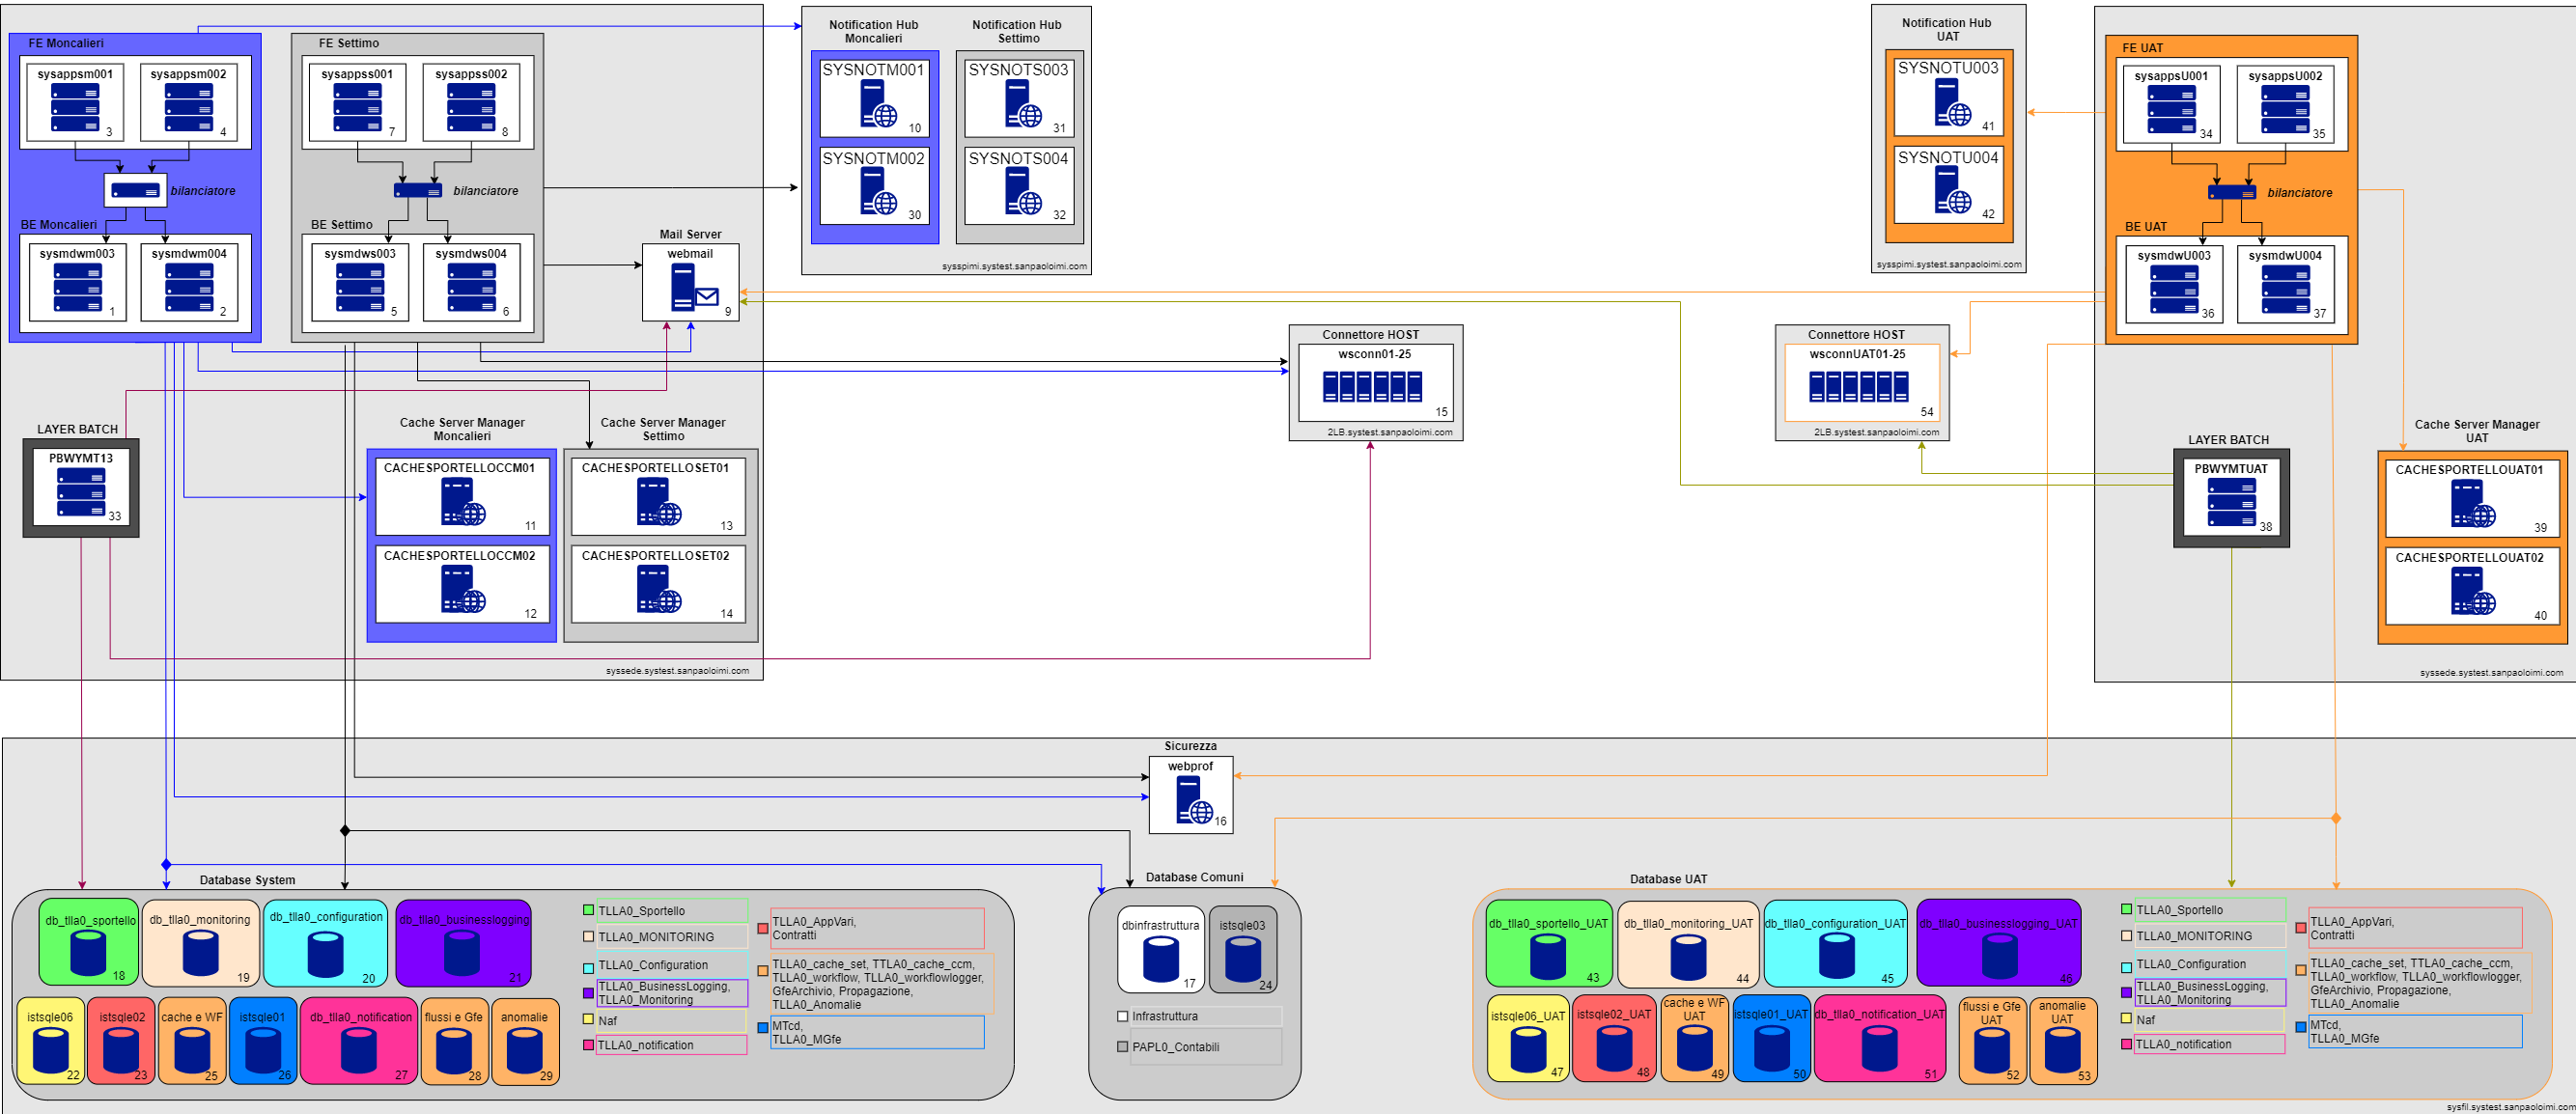 FE Moncalieri
sysappsm001
3
sysappsm002
4
bilanciatore
BE Moncalieri
sysmdwm003
1
sysmdwm004
2
FE Settimo
sysappss001
7
sysappss002
8
bilanciatore
BE Settimo
sysmdws003
5
sysmdws004
6
Mail Server
webmail
9
LAYER BATCH
PBWYMT13
33
Cache Server Manager
Moncalieri
CACHESPORTELLOCCM01
11
CACHESPORTELLOCCM02
12
Cache Server Manager
Settimo
CACHESPORTELLOSET01
13
CACHESPORTELLOSET02
14
syssede.systest.sanpaoloimi.com
Notification Hub
Moncalieri
SYSNOTM001
10
SYSNOTM002
30
Notification Hub
Settimo
SYSNOTS003
31
SYSNOTS004
32
sysspimi.systest.sanpaoloimi.com
Connettore HOST
wsconn01-25
15
2LB.systest.sanpaoloimi.com
Connettore HOST
wsconnUAT01-25
54
2LB.systest.sanpaoloimi.com
Notification Hub
UAT
SYSNOTU003
41
SYSNOTU004
42
sysspimi.systest.sanpaoloimi.com
FE UAT
sysappsU001
34
sysappsU002
35
bilanciatore
BE UAT
sysmdwU003
36
sysmdwU004
37
LAYER BATCH
PBWYMTUAT
38
Cache Server Manager
UAT
CACHESPORTELLOUAT01
39
CACHESPORTELLOUAT02
40
syssede.systest.sanpaoloimi.com
Sicurezza
webprof
16
Database System
db_tlla0_sportello
18
db_tlla0_monitoring
19
db_tlla0_configuration
20
db_tlla0_businesslogging
21
istsqle06
22
istsqle02
23
cache e WF
25
istsqle01
26
db_tlla0_notification
27
flussi e Gfe
28
anomalie
29
TLLA0_Sportello
TLLA0_MONITORING
TLLA0_Configuration
TLLA0_BusinessLogging,
TLLA0_Monitoring
Naf
TLLA0_notification
TLLA0_AppVari,
Contratti
TLLA0_cache_set, TTLA0_cache_ccm,
TLLA0_workflow, TLLA0_workflowlogger,
GfeArchivio, Propagazione,
TLLA0_Anomalie
MTcd,
TLLA0_MGfe
Database Comuni
dbinfrastruttura
17
istsqle03
24
Infrastruttura
PAPL0_Contabili
Database UAT
db_tlla0_sportello_UAT
43
db_tlla0_monitoring_UAT
44
db_tlla0_configuration_UAT
45
db_tlla0_businesslogging_UAT
46
istsqle06_UAT
47
istsqle02_UAT
48
cache e WF
UAT
49
istsqle01_UAT
50
db_tlla0_notification_UAT
51
flussi e Gfe
UAT
52
anomalie
UAT
53
TLLA0_Sportello
TLLA0_MONITORING
TLLA0_Configuration
TLLA0_BusinessLogging,
TLLA0_Monitoring
Naf
TLLA0_notification
TLLA0_AppVari,
Contratti
TLLA0_cache_set, TTLA0_cache_ccm,
TLLA0_workflow, TLLA0_workflowlogger,
GfeArchivio, Propagazione,
TLLA0_Anomalie
MTcd,
TLLA0_MGfe
sysfil.systest.sanpaoloimi.com